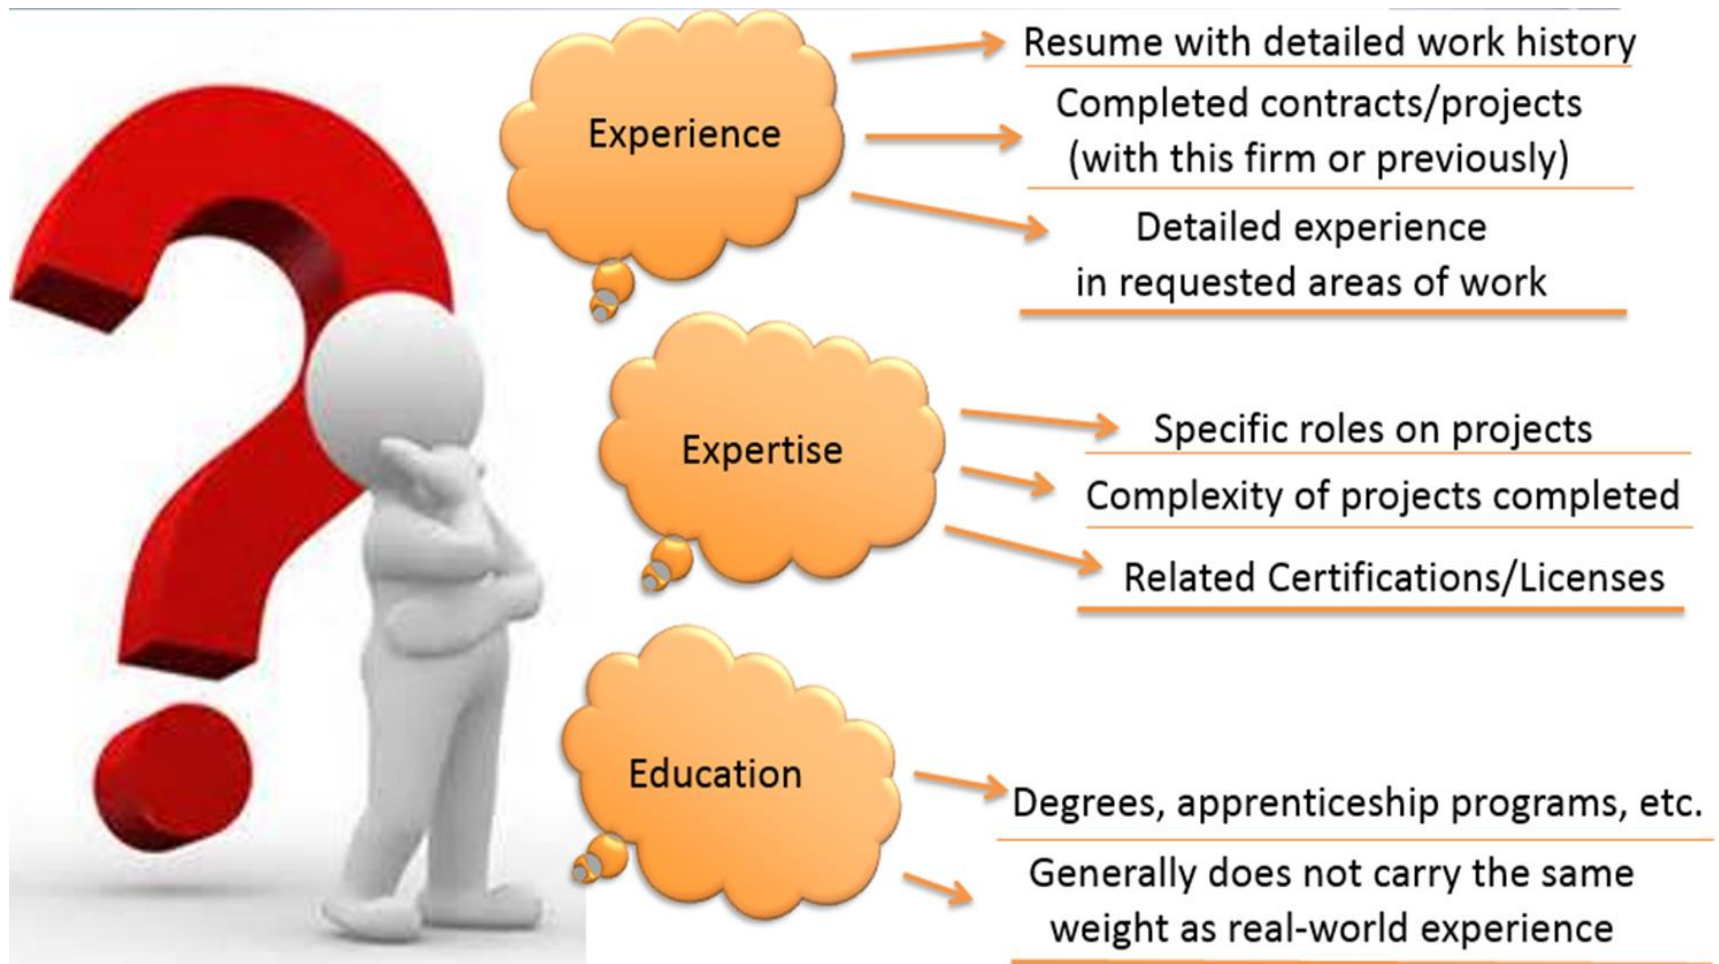 Experience
Resume with detailed work history
Completed contracts/projects
(with this firm or previously)
Detailed experience
in requested areas of work
Expertise
Specific roles on projects
Complexity of projects completed
Related Certifications/Licenses
Education
Degrees, apprenticeship programs, etc.
Generally does not carry the same
weight as real-world experience